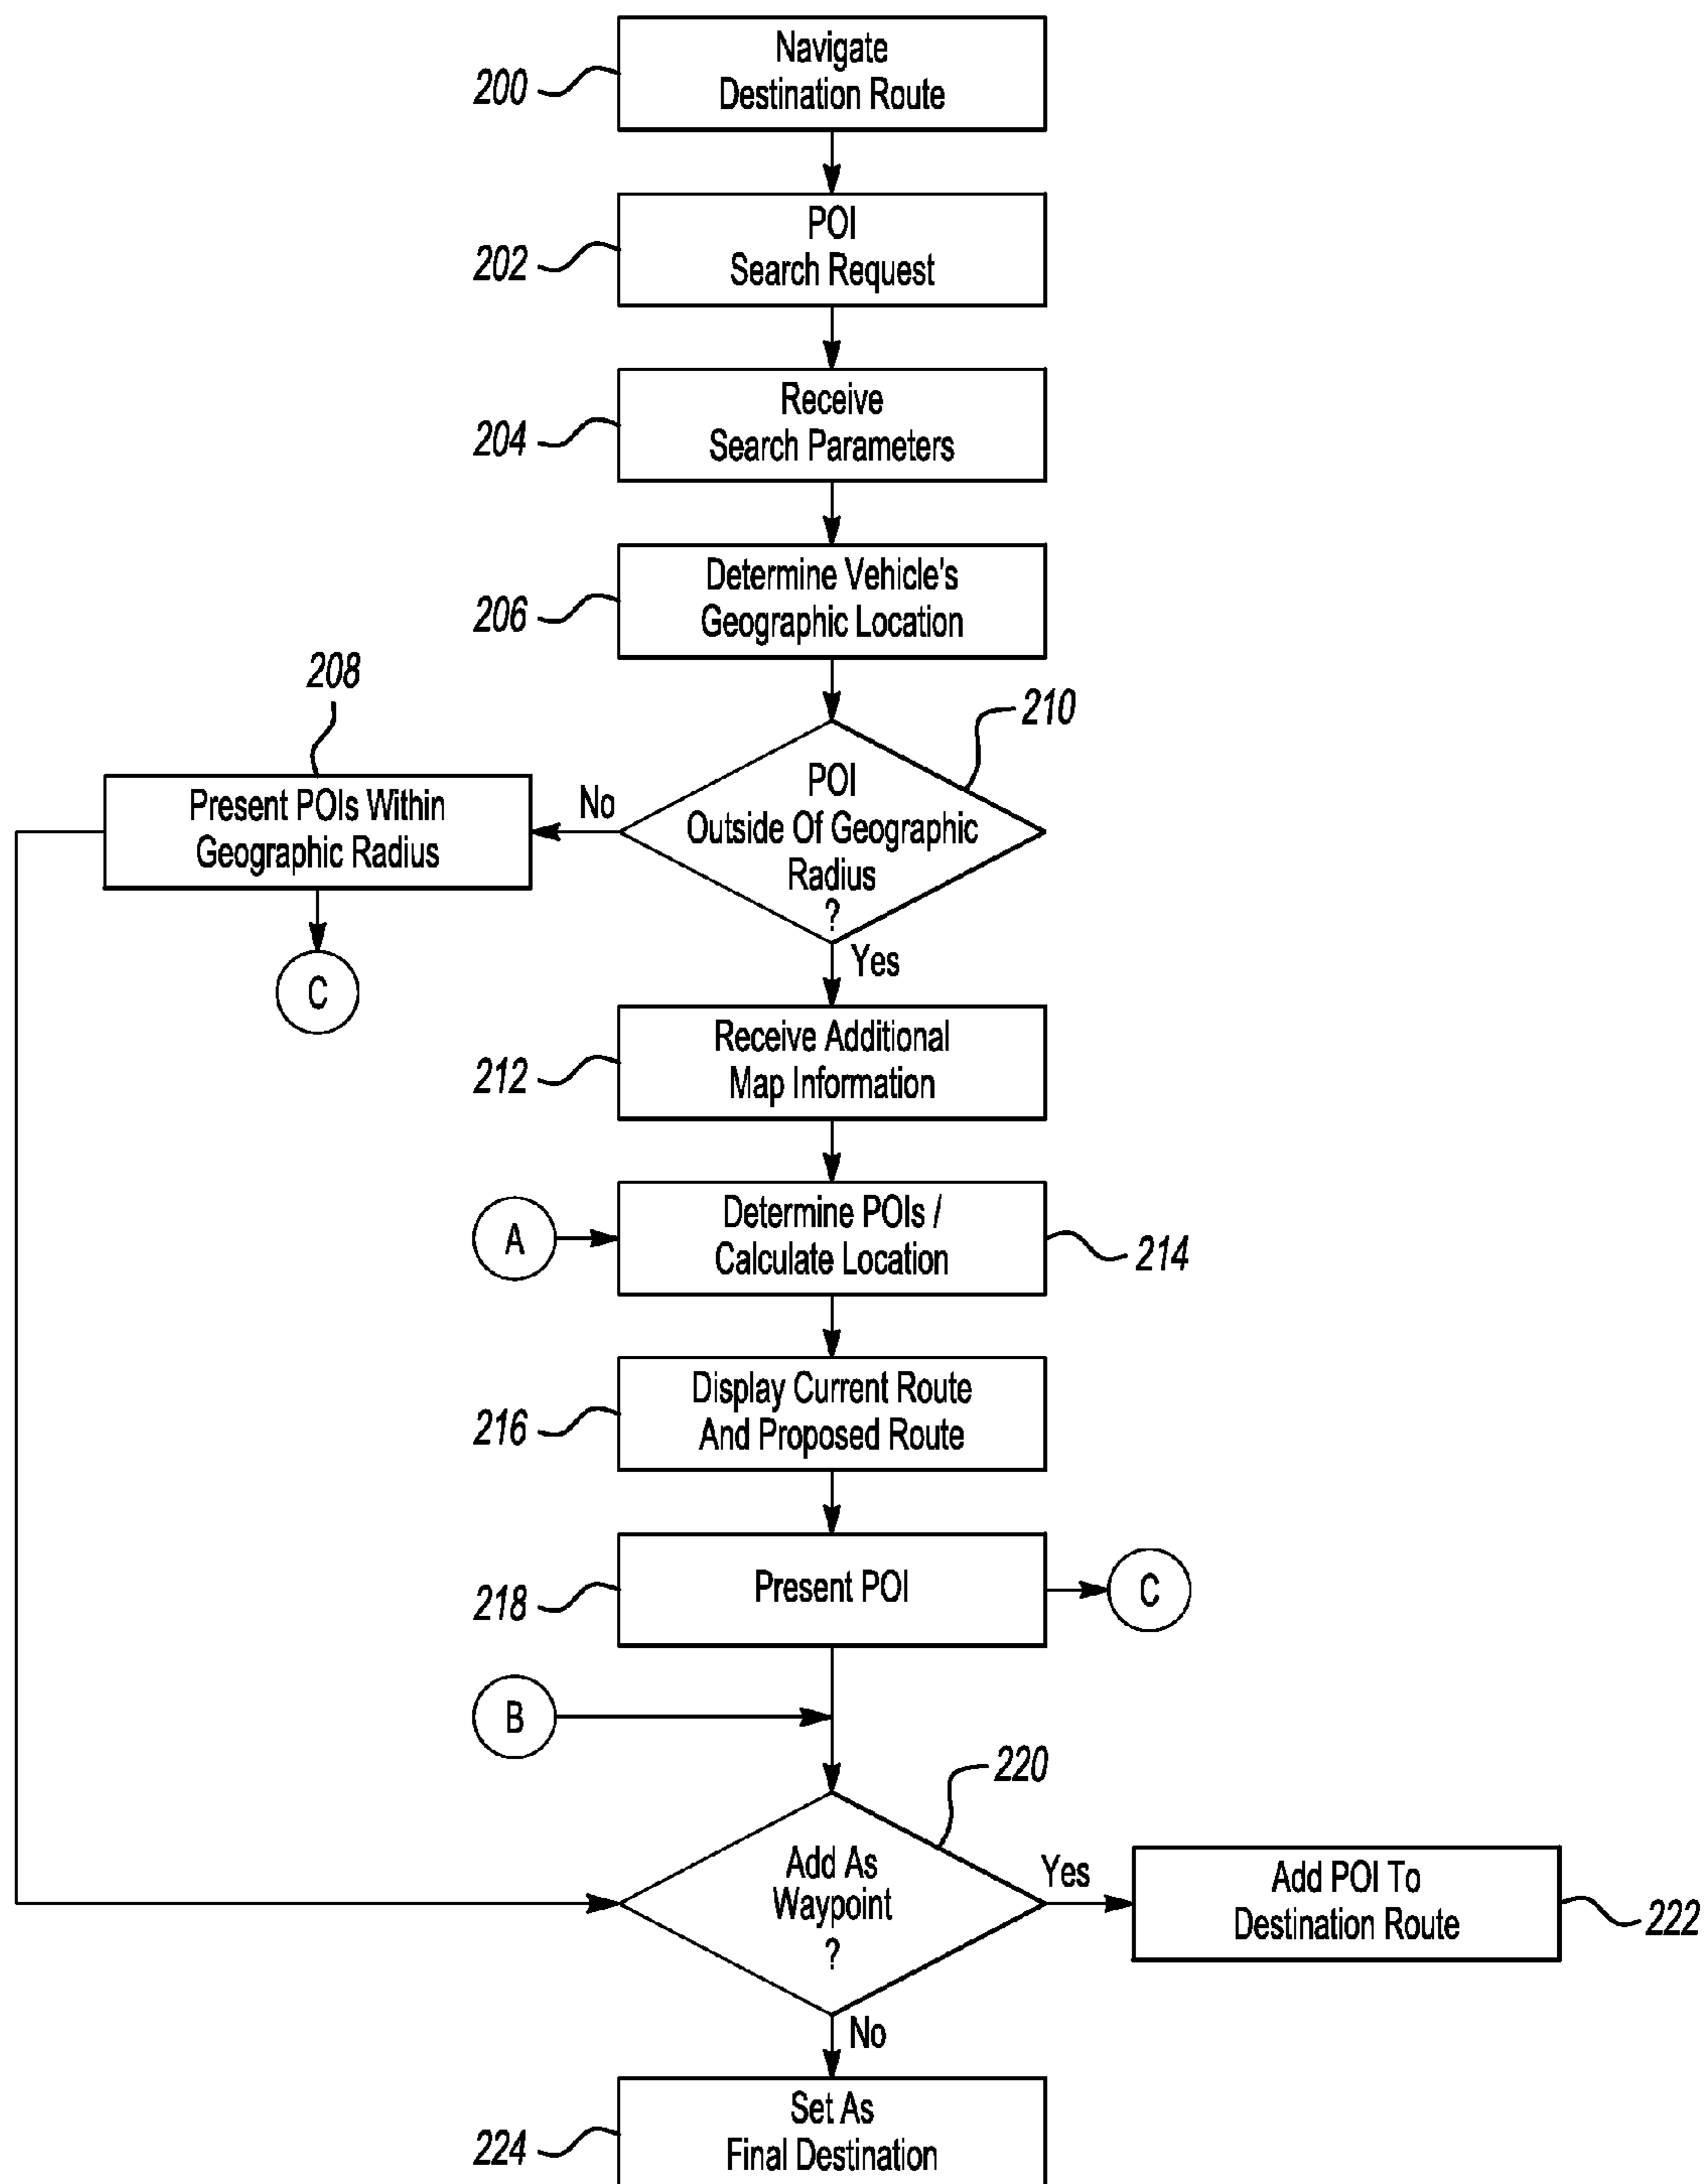 Navigate
Destination Route
200
POI
Search Request
202
Receive
Search Parameters
204
Determine Vehicle's
Geographic Location
206
208
210
Present POIs Within
Geographic Radius
No
POI
Outside Of Geographic
Radius
?
Yes
C
Receive Additional
Map Information
212
A
Determine POIs /
Calculate Location
214
Display Current Route
And Proposed Route
216
Present POI
218
C
B
220
Add As
Waypoint
?
Yes
Add POI To
Destination Route
222
No
Set As
Final Destination
224